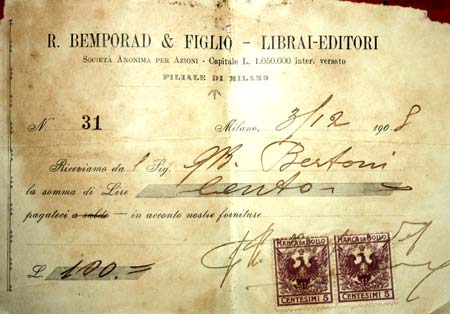 R. BEMPORAD & FIGLIO – LIBRAI-EDITORI
SOCIETÀ ANONIMA PER AZIONI - Capitale L. 1.050.000 inter. versato
FILIALE DI MILANO
N. 31 Milano, 3/12 1908
Riceviamo da l Sig. Bertoni
la somma di Lire Cento
pagateci a saldo — in acconto nostre forniture
L. 100.=
MARCA DA BOLLO MARCA DA BOLLO
CENTESIMI 5 CENTESIMI 5